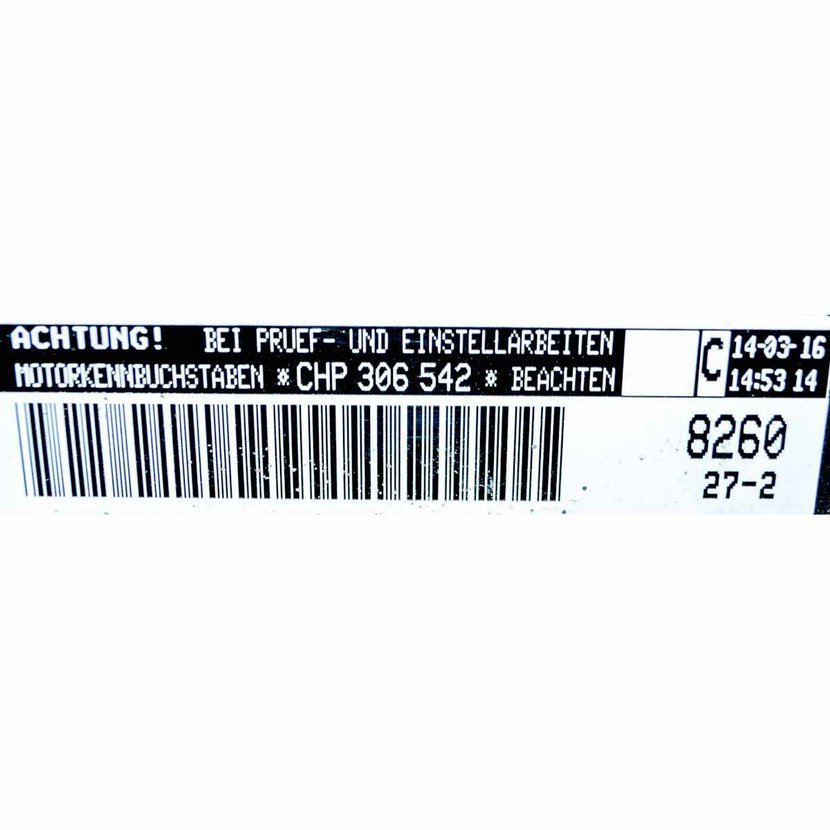 ACHTUNG! BEI PRUEF- UND EINSTELLARBEITEN
MOTORKENNBUCHSTABEN * CHP 306 542 * BEACHTEN
C
14-03-16
14:53 14
8260
27-2